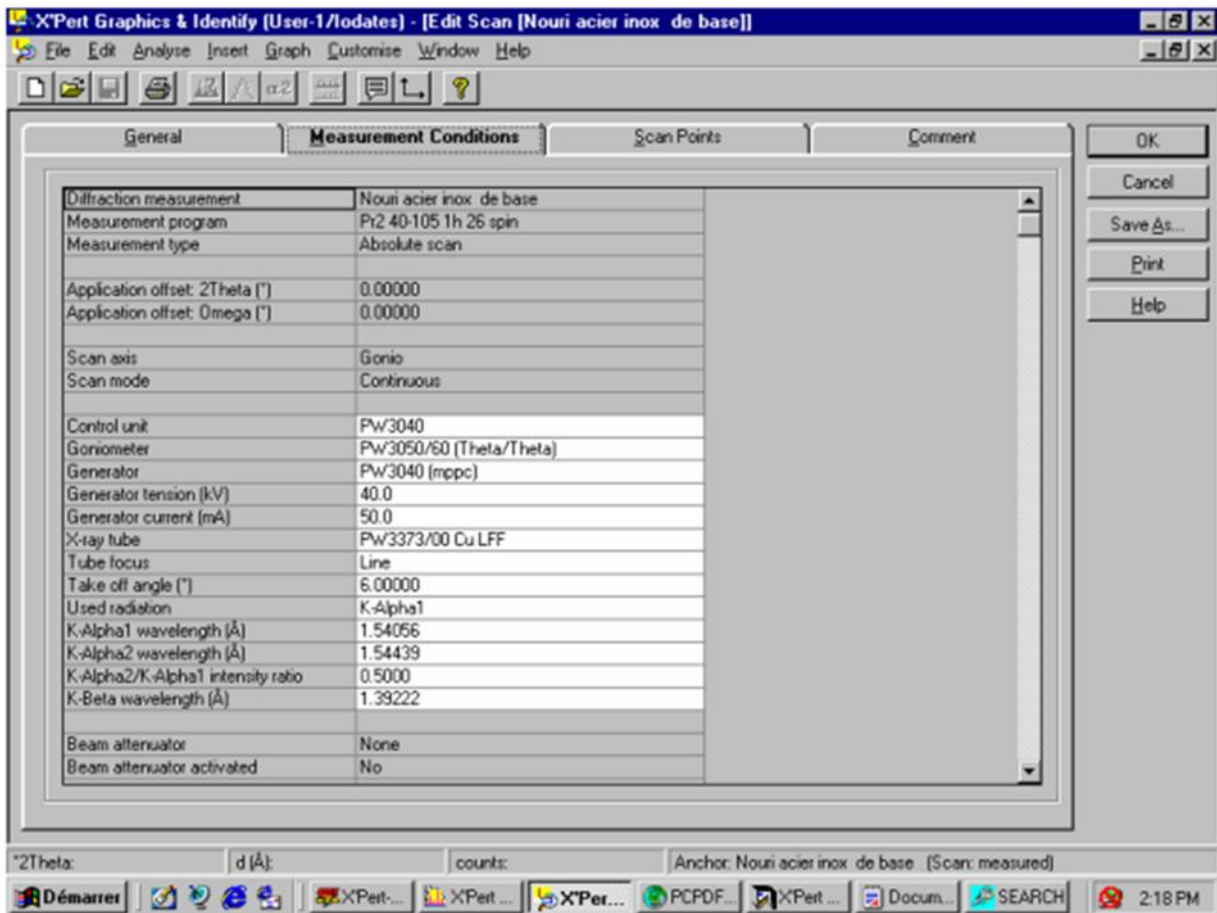 X'Pert Graphics & Identify (User-1/Iodates) - [Edit Scan [Nouri acier inox  de base]]
File Edit Analyse Insert Graph Customise Window Help
α2
General Measurement Conditions Scan Points Comment
OK
Cancel
Save As...
Print
Help
Diffraction measurement Nouri acier inox  de base
Measurement program Pr2 40-105 1h 26 spin
Measurement type Absolute scan
Application offset: 2Theta (°) 0.00000
Application offset: Omega (°) 0.00000
Scan axis Gonio
Scan mode Continuous
Control unit PW3040
Goniometer PW3050/60 (Theta/Theta)
Generator PW3040 (mppc)
Generator tension (kV) 40.0
Generator current (mA) 50.0
X-ray tube PW3373/00 Cu LFF
Tube focus Line
Take off angle (°) 6.00000
Used radiation K-Alpha1
K-Alpha1 wavelength (Å) 1.54056
K-Alpha2 wavelength (Å) 1.54439
K-Alpha2/K-Alpha1 intensity ratio 0.5000
K-Beta wavelength (Å) 1.39222
Beam attenuator None
Beam attenuator activated No
°2Theta: d (Å): counts: Anchor: Nouri acier inox  de base  (Scan: measured)
Démarrer X'Pert-... X'Pert ... X'Per... PCPDF... X'Pert ... Docum... SEARCH 2:18 PM